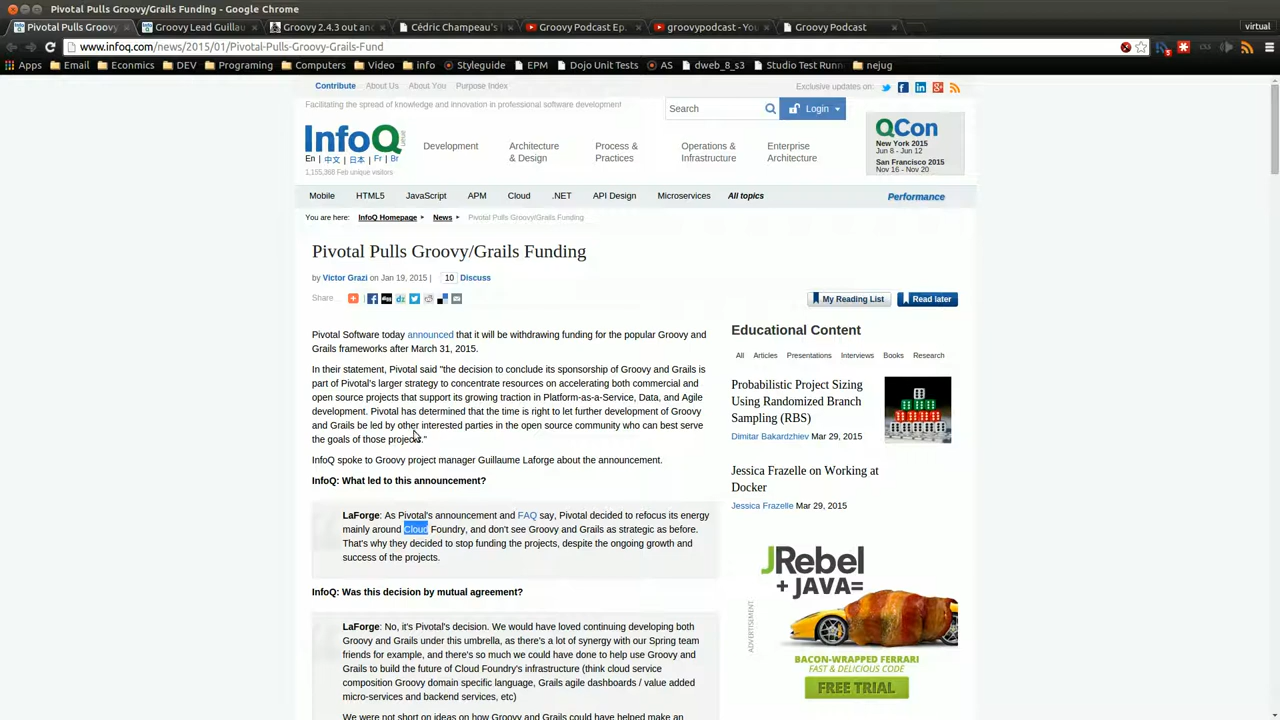 Pivotal Pulls Groovy/Grails Funding - Google Chrome
Pivotal Pulls Groovy
Groovy Lead Guillau
Groovy 2.4.3 out and
Cédric Champeau's
Groovy Podcast Ep.
groovypodcast - You
Groovy Podcast
virtual
www.infoq.com/news/2015/01/Pivotal-Pulls-Groovy-Grails-Fund
Apps Email Econmics DEV Programing Computers Video info Styleguide EPM Dojo Unit Tests AS dweb_8_s3 Studio Test Runn nejug
Contribute About Us About You Purpose Index
Exclusive updates on:
Facilitating the spread of knowledge and innovation in professional software development
Search
Login
InfoQ
En | 中文 | 日本 | Fr | Br
1,155,368 Feb unique visitors
Development
Architecture
& Design
Process &
Practices
Operations &
Infrastructure
Enterprise
Architecture
QCon
New York 2015
Jun 8 - Jun 12
San Francisco 2015
Nov 16 - Nov 20
Mobile HTML5 JavaScript APM Cloud .NET API Design Microservices All topics Performance
You are here: InfoQ Homepage News Pivotal Pulls Groovy/Grails Funding
Pivotal Pulls Groovy/Grails Funding
by Victor Grazi on Jan 19, 2015 | 10 Discuss
Share
My Reading List
Read later
Pivotal Software today announced that it will be withdrawing funding for the popular Groovy and
Grails frameworks after March 31, 2015.
In their statement, Pivotal said "the decision to conclude its sponsorship of Groovy and Grails is
part of Pivotal's larger strategy to concentrate resources on accelerating both commercial and
open source projects that support its growing traction in Platform-as-a-Service, Data, and Agile
development. Pivotal has determined that the time is right to let further development of Groovy
and Grails be led by other interested parties in the open source community who can best serve
the goals of those projects."
InfoQ spoke to Groovy project manager Guillaume Laforge about the announcement.
InfoQ: What led to this announcement?
LaForge: As Pivotal's announcement and FAQ say, Pivotal decided to refocus its energy
mainly around Cloud Foundry, and don't see Groovy and Grails as strategic as before.
That's why they decided to stop funding the projects, despite the ongoing growth and
success of the projects.
InfoQ: Was this decision by mutual agreement?
LaForge: No, it's Pivotal's decision. We would have loved continuing developing both
Groovy and Grails under this umbrella, as there's a lot of synergy with our Spring team
friends for example, and there's so much we could have done to help use Groovy and
Grails to build the future of Cloud Foundry's infrastructure (think cloud service
composition Groovy domain specific language, Grails agile dashboards / value added
micro-services and backend services, etc)
We were not short on ideas on how Groovy and Grails could have helped make an
Educational Content
All Articles Presentations Interviews Books Research
Probabilistic Project Sizing
Using Randomized Branch
Sampling (RBS)
Dimitar Bakardzhiev Mar 29, 2015
Jessica Frazelle on Working at
Docker
Jessica Frazelle Mar 29, 2015
ADVERTISEMENT
JRebel
+ JAVA=
BACON-WRAPPED FERRARI
FAST & DELICIOUS CODE
FREE TRIAL